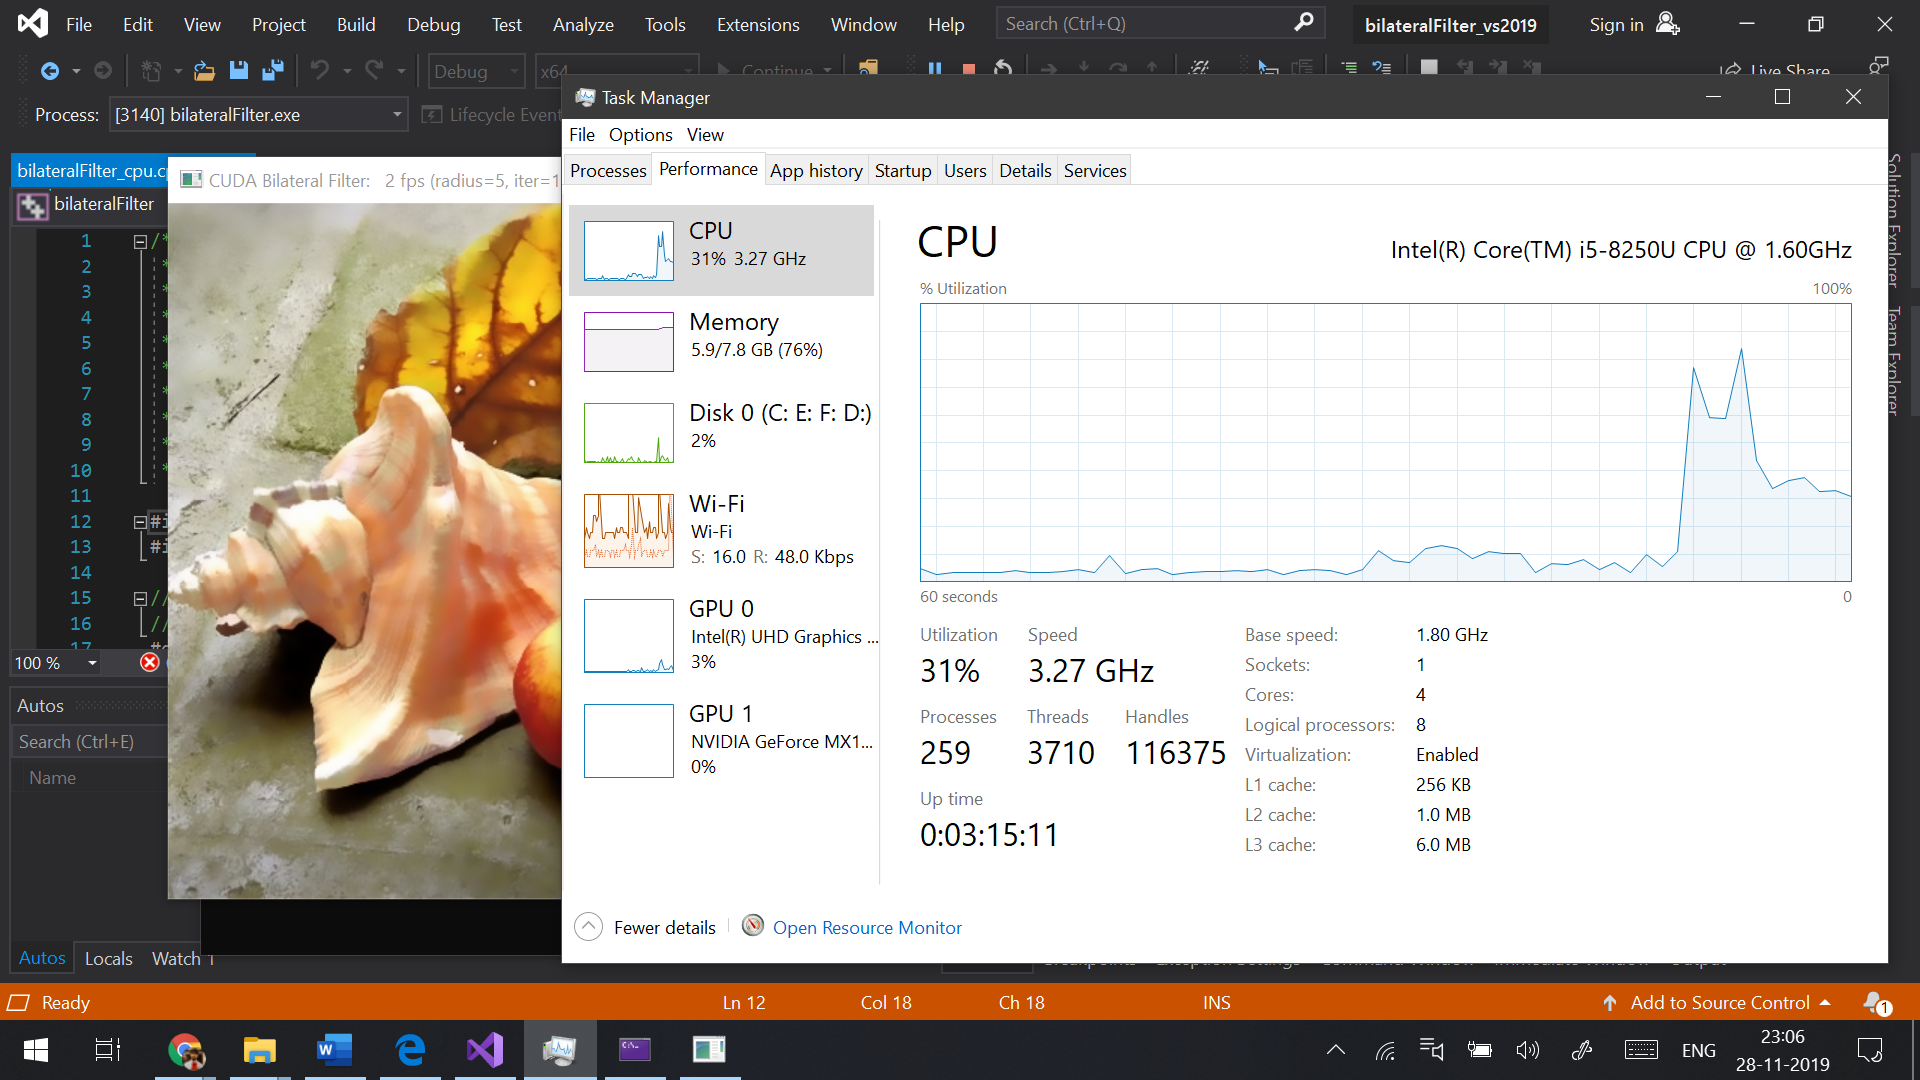 File Edit View Project Build Debug Test Analyze Tools Extensions Window Help Search (Ctrl+Q) bilateralFilter_vs2019 Sign in
Debug x64 Continue Live Share
Process: [3140] bilateralFilter.exe Lifecycle Event
bilateralFilter_cpu.c
bilateralFilter
CUDA Bilateral Filter: 2 fps (radius=5, iter=1
1 /*
2 *
3 *
4 *
5 *
6 *
7 *
8 *
9 *
10 *
11
12 #i
13 #i
14
15 //
16 //
17
100 %
Autos
Search (Ctrl+E)
Name
Autos Locals Watch 1
Solution Explorer
Team Explorer
Task Manager
File Options View
Processes Performance App history Startup Users Details Services
CPU
31% 3.27 GHz
Memory
5.9/7.8 GB (76%)
Disk 0 (C: E: F: D:)
2%
Wi-Fi
Wi-Fi
S: 16.0 R: 48.0 Kbps
GPU 0
Intel(R) UHD Graphics ...
3%
GPU 1
NVIDIA GeForce MX1...
0%
CPU Intel(R) Core(TM) i5-8250U CPU @ 1.60GHz
% Utilization 100%
60 seconds 0
Utilization Speed
31% 3.27 GHz
Processes Threads Handles
259 3710 116375
Up time
0:03:15:11
Base speed: 1.80 GHz
Sockets: 1
Cores: 4
Logical processors: 8
Virtualization: Enabled
L1 cache: 256 KB
L2 cache: 1.0 MB
L3 cache: 6.0 MB
Fewer details Open Resource Monitor
Ready Ln 12 Col 18 Ch 18 INS Add to Source Control 1
ENG 23:06
28-11-2019